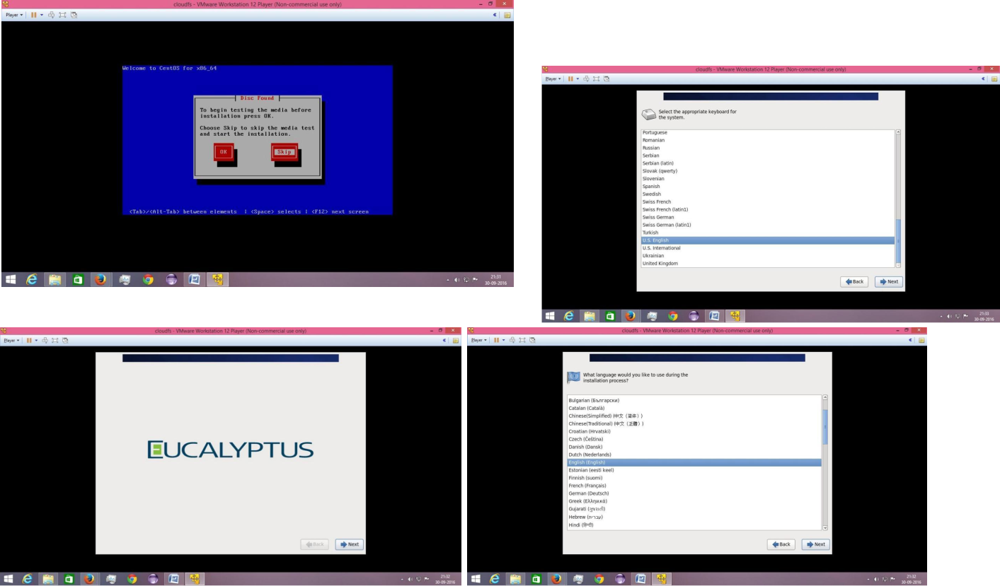 cloudfs - VMware Workstation 12 Player (Non-commercial use only)
Player
Welcome to CentOS for x86_64
Disc Found
To begin testing the media before
installation press OK.
Choose Skip to skip the media test
and start the installation.
OK
Skip
<Tab>/<Alt-Tab> between elements | <Space> selects | <F12> next screen
21:31
30-09-2016
cloudfs - VMware Workstation 12 Player (Non-commercial use only)
Player
Select the appropriate keyboard for
the system.
Portuguese
Romanian
Russian
Serbian
Serbian (latin)
Slovak (qwerty)
Slovenian
Spanish
Swedish
Swiss French
Swiss French (latin1)
Swiss German
Swiss German (latin1)
Turkish
U.S. English
U.S. International
Ukrainian
United Kingdom
Back
Next
21:33
30-09-2016
cloudfs - VMware Workstation 12 Player (Non-commercial use only)
Player
EUCALYPTUS
Back
Next
21:32
30-09-2016
cloudfs - VMware Workstation 12 Player (Non-commercial use only)
Player
What language would you like to use during the
installation process?
Bulgarian (Български)
Catalan (Català)
Chinese(Simplified) (中文（简体）)
Chinese(Traditional) (中文（正體）)
Croatian (Hrvatski)
Czech (Čeština)
Danish (Dansk)
Dutch (Nederlands)
English (English)
Estonian (eesti keel)
Finnish (suomi)
French (Français)
German (Deutsch)
Greek (Ελληνικά)
Gujarati (ગુજરાતી)
Hebrew (עברית)
Hindi (हिन्दी)
Back
Next
21:32
30-09-2016